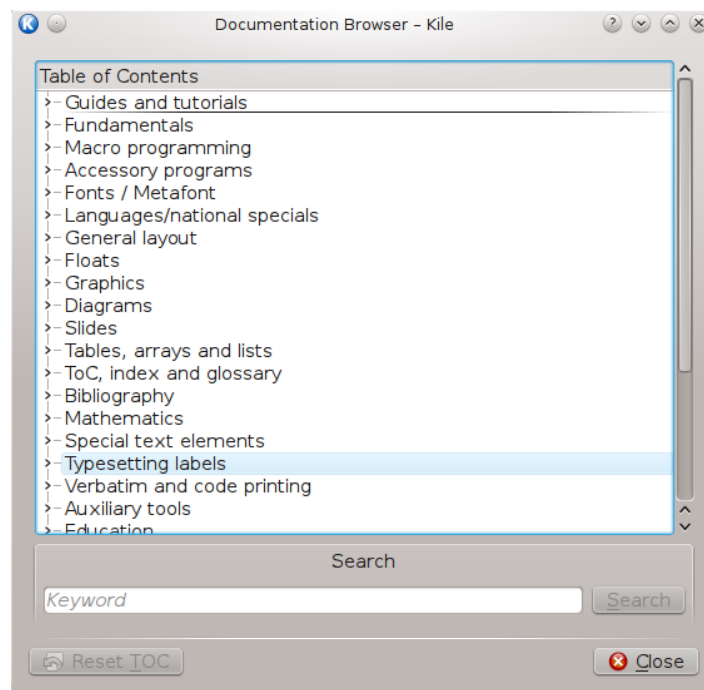 Documentation Browser – Kile
Table of Contents
Guides and tutorials
Fundamentals
Macro programming
Accessory programs
Fonts / Metafont
Languages/national specials
General layout
Floats
Graphics
Diagrams
Slides
Tables, arrays and lists
ToC, index and glossary
Bibliography
Mathematics
Special text elements
Typesetting labels
Verbatim and code printing
Auxiliary tools
Education
Search
Keyword
Search
Reset TOC
Close